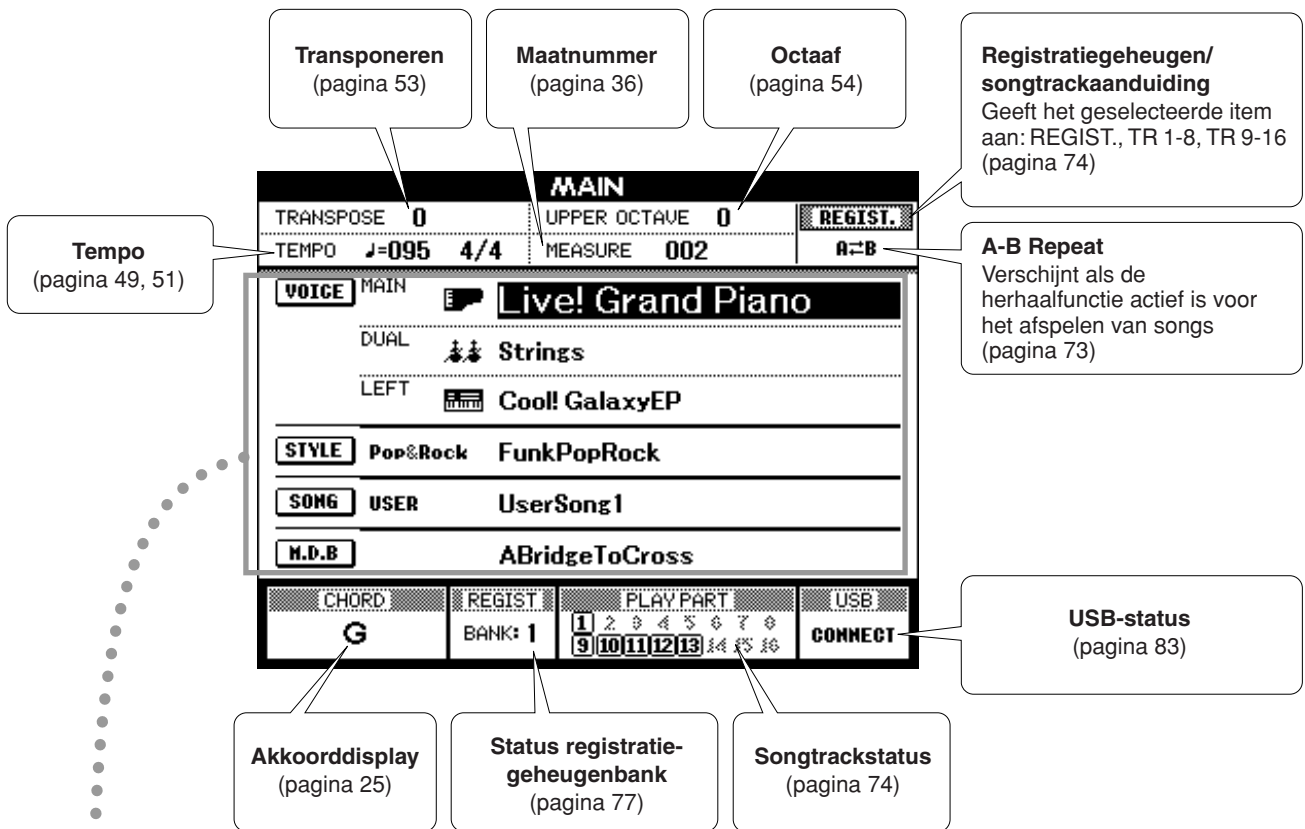 Transponeren
(pagina 53)
Maatnummer
(pagina 36)
Octaaf
(pagina 54)
Registratiegeheugen/
songtrackaanduiding
Geeft het geselecteerde item
aan: REGIST., TR 1-8, TR 9-16
(pagina 74)
Tempo
(pagina 49, 51)
A-B Repeat
Verschijnt als de
herhaalfunctie actief is voor
het afspelen van songs
(pagina 73)
MAIN
TRANSPOSE 0 UPPER OCTAVE 0 REGIST.
TEMPO ♩=095 4/4 MEASURE 002 A⇄B
VOICE MAIN Live! Grand Piano
DUAL Strings
LEFT Cool! GalaxyEP
STYLE Pop&Rock FunkPopRock
SONG USER UserSong1
M.D.B ABridgeToCross
CHORD REGIST PLAY PART USB
G BANK: 1 CONNECT
1 2 3 4 5 6 7 8
9 10 11 12 13 14 15 16
USB-status
(pagina 83)
Akkoorddisplay
(pagina 25)
Status registratie-
geheugenbank
(pagina 77)
Songtrackstatus
(pagina 74)